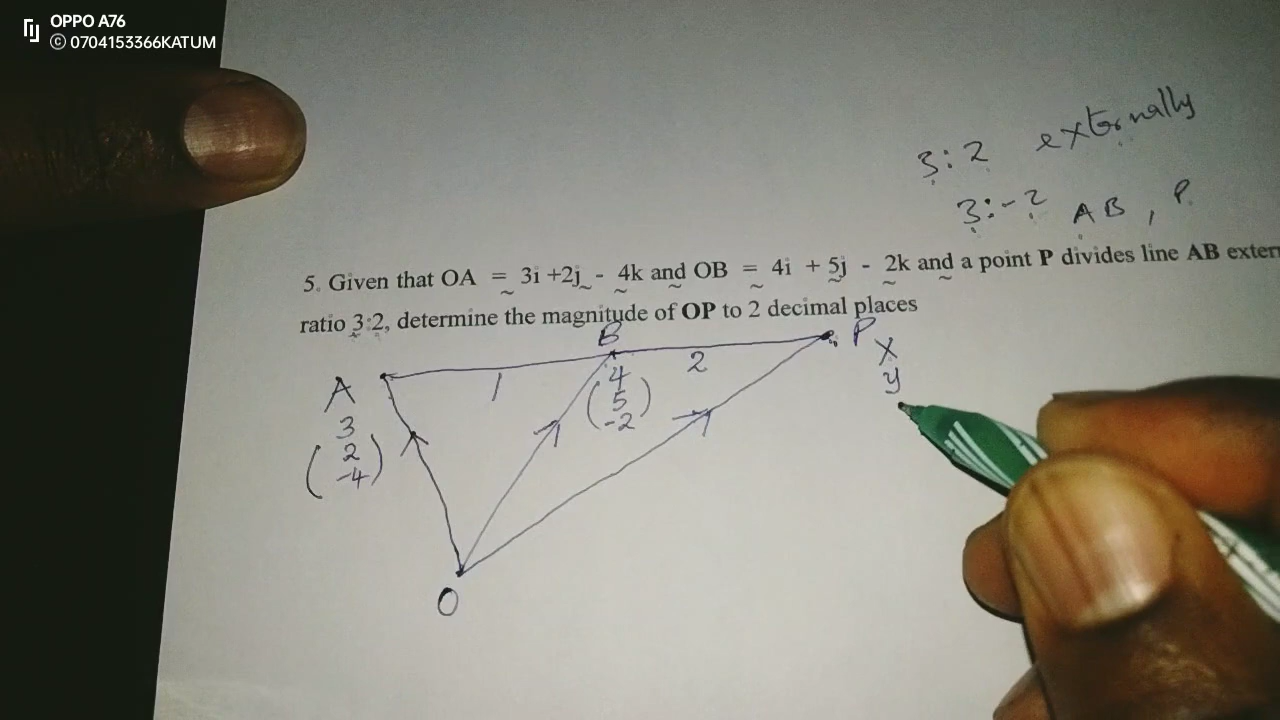 OPPO A76
© 0704153366KATUM
3:2 externally
3:-2 AB, P
5. Given that OA = 3i +2j - 4k and OB = 4i + 5j - 2k and a point P divides line AB extern
ratio 3:2, determine the magnitude of OP to 2 decimal places
B
P
A
1
2
x
y
4
5
-2
3
2
-4
O